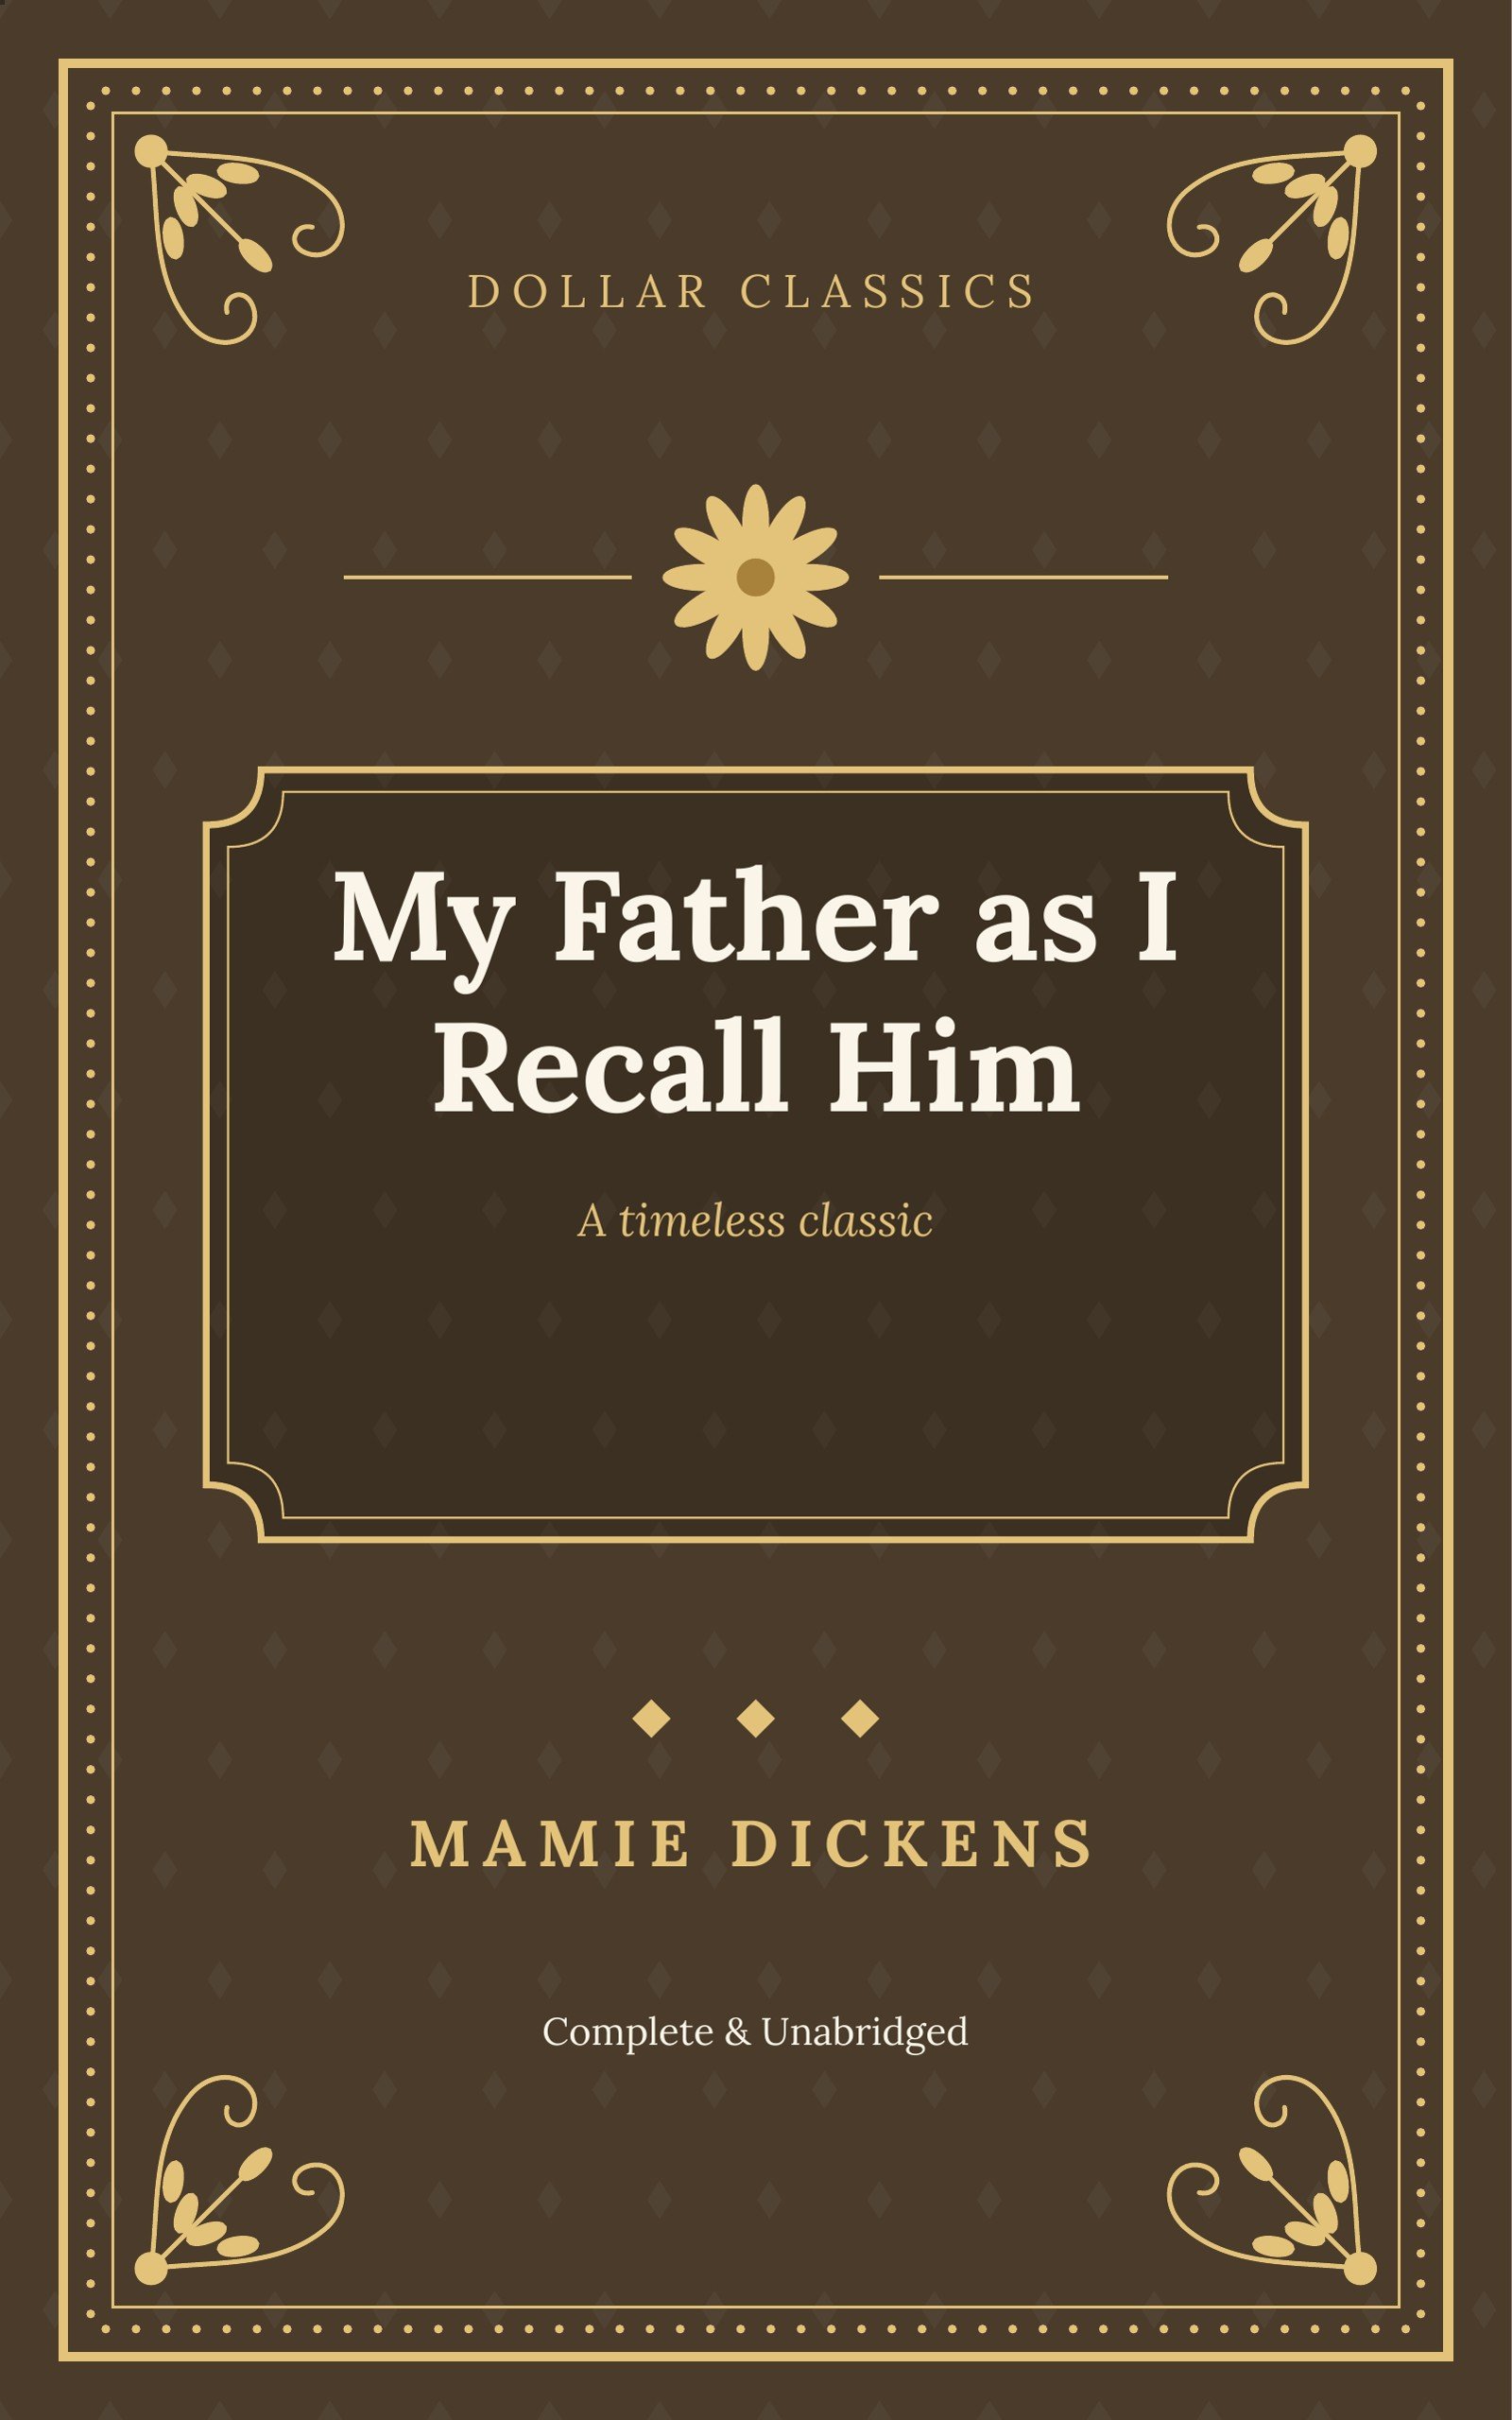 DOLLAR CLASSICS
My Father as I
Recall Him
A timeless classic
MAMIE DICKENS
Complete & Unabridged